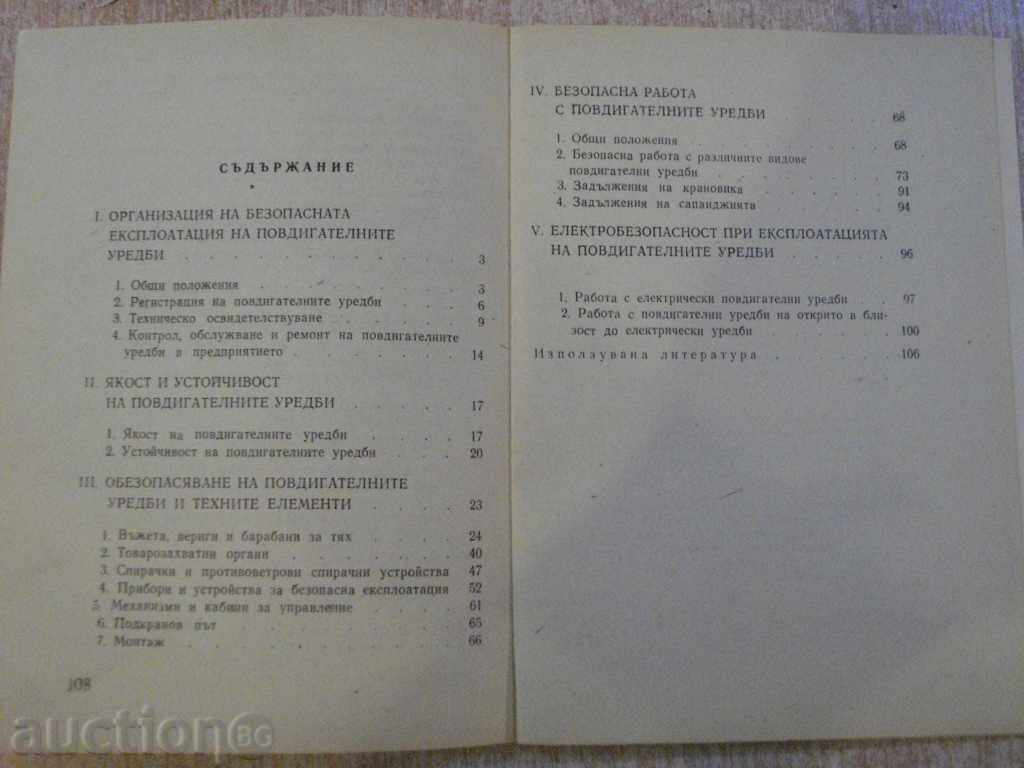 СЪДЪРЖАНИЕ
*
I. ОРГАНИЗАЦИЯ НА БЕЗОПАСНАТА
ЕКСПЛОАТАЦИЯ НА ПОВДИГАТЕЛНИТЕ
УРЕДБИ . . . . . . . . . . . . 3
1. Общи положения . . . . . . . . . 3
2. Регистрация на повдигателните уредби . . . . 6
3. Техническо освидетелствуване . . . . . . 9
4. Контрол, обслужване и ремонт на повдигателните
уредби в предприятието . . . . . . . 14
II. ЯКОСТ И УСТОЙЧИВОСТ
НА ПОВДИГАТЕЛНИТЕ УРЕДБИ . . . . . 17
1. Якост на повдигателните уредби . . . . 17
2. Устойчивост на повдигателните уредби . . . . 20
III. ОБЕЗОПАСЯВАНЕ НА ПОВДИГАТЕЛНИТЕ
УРЕДБИ И ТЕХНИТЕ ЕЛЕМЕНТИ . . . . 23
1. Въжета, вериги и барабани за тях . . . . 24
2. Товарозахватни органи . . . . . . . 40
3. Спирачки и противоветрови спирачни устройства 47
4. Прибори и устройства за безопасна експлоатация 52
5. Механизми и кабини за управление . . . . 61
6. Подкранов път . . . . . . . . . 65
7. Монтаж . . . . . . . . . . . 66
108
IV. БЕЗОПАСНА РАБОТА
С ПОВДИГАТЕЛНИТЕ УРЕДБИ . . . . . 68
1. Общи положения . . . . . . . . 68
2. Безопасна работа с различните видове
повдигателни уредби . . . . . . . 73
3. Задължения на крановика . . . . . . 91
4. Задължения на сапанджията . . . . . 94
V. ЕЛЕКТРОБЕЗОПАСНОСТ ПРИ ЕКСПЛОАТАЦИЯТА
НА ПОВДИГАТЕЛНИТЕ УРЕДБИ . . . . . 96
1. Работа с електрически повдигателни уредби . . 97
2. Работа с повдигателни уредби на открито в бли-
зост до електрически уредби . . . . . 100
Използувана литература . . . . . 106
auctionBG